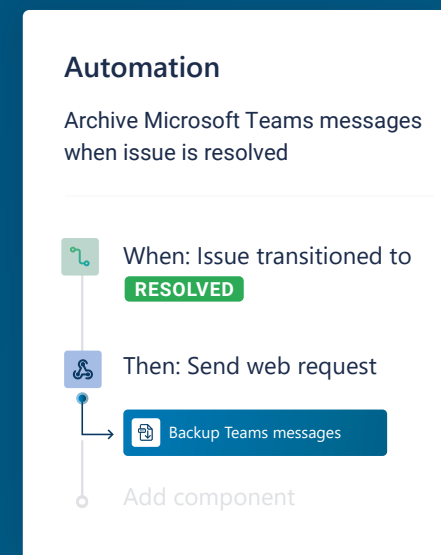 Automation
Archive Microsoft Teams messages
when issue is resolved
When: Issue transitioned to
RESOLVED
Then: Send web request
Backup Teams messages
Add component